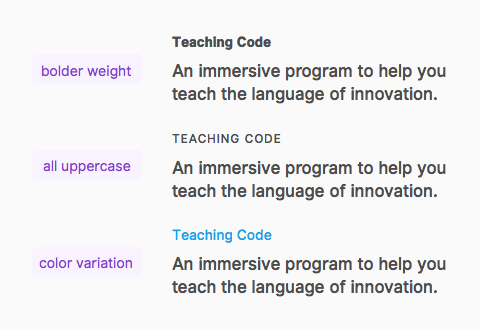 Teaching Code
bolder weight
An immersive program to help you
teach the language of innovation.
TEACHING CODE
all uppercase
An immersive program to help you
teach the language of innovation.
Teaching Code
color variation
An immersive program to help you
teach the language of innovation.